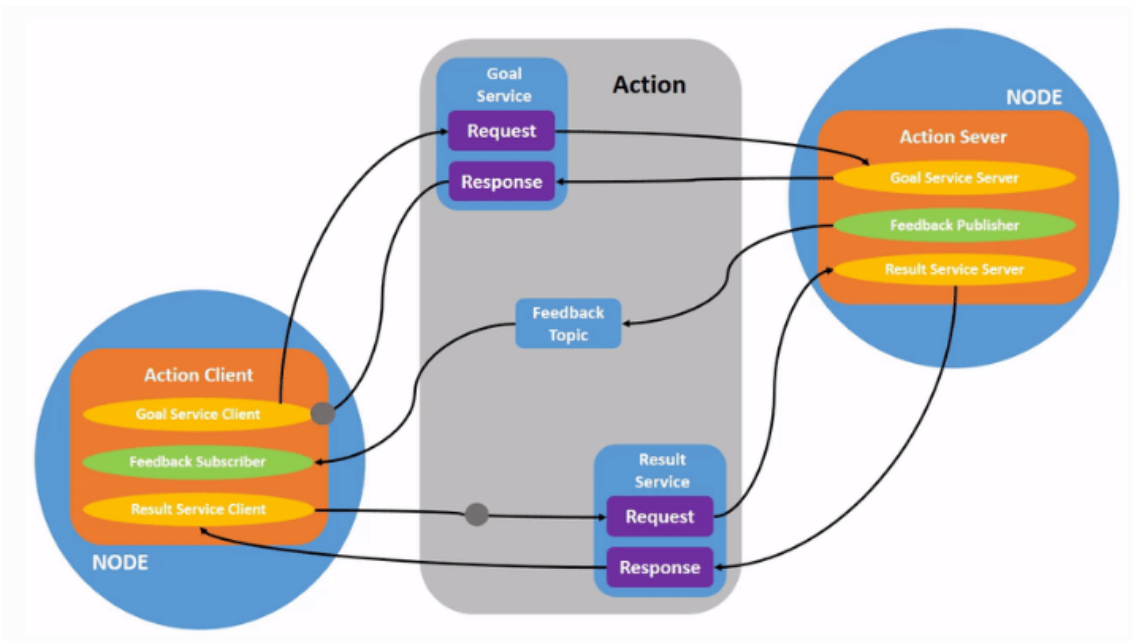 Goal
Service
Request
Response
Action
NODE
Action Sever
Goal Service Server
Feedback Publisher
Result Service Server
Feedback
Topic
Action Client
Goal Service Client
Feedback Subscriber
Result Service Client
NODE
Result
Service
Request
Response